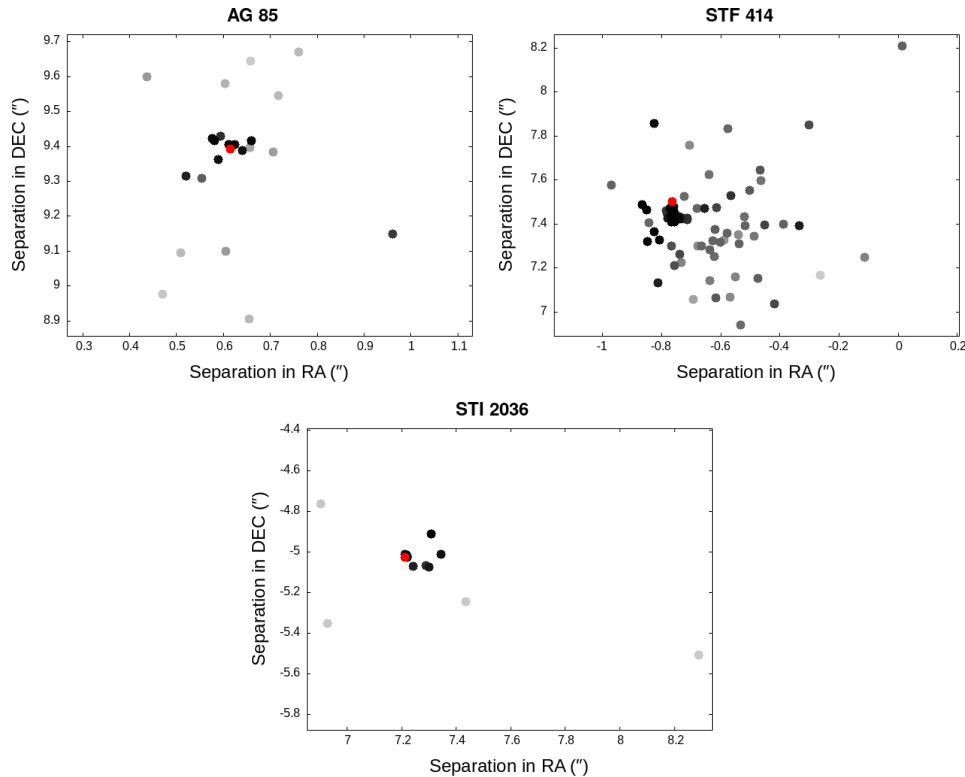 AG 85
9.7
9.6
9.5
9.4
9.3
9.2
9.1
9
8.9
0.3 0.4 0.5 0.6 0.7 0.8 0.9 1 1.1
Separation in DEC (″)
Separation in RA (″)
STF 414
8.2
8
7.8
7.6
7.4
7.2
7
-1 -0.8 -0.6 -0.4 -0.2 0 0.2
Separation in DEC (″)
Separation in RA (″)
STI 2036
-4.4
-4.6
-4.8
-5
-5.2
-5.4
-5.6
-5.8
7 7.2 7.4 7.6 7.8 8 8.2
Separation in DEC (″)
Separation in RA (″)